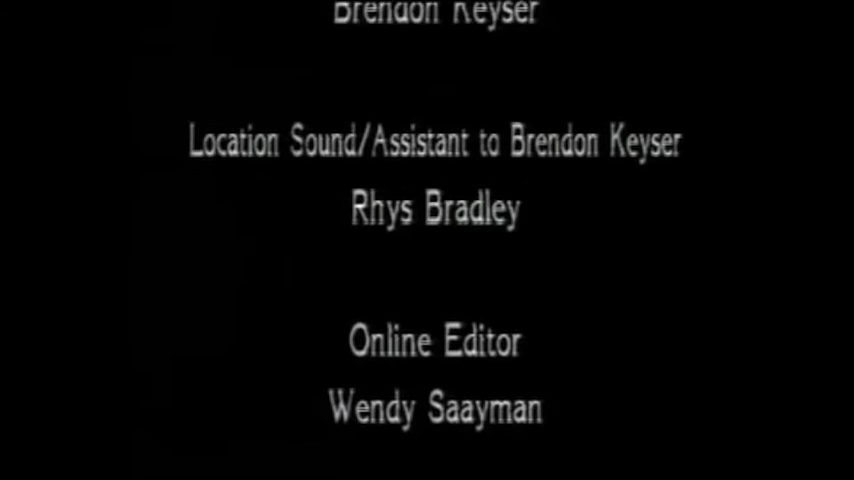 Brendon Keyser
Location Sound/Assistant to Brendon Keyser
Rhys Bradley
Online Editor
Wendy Saayman